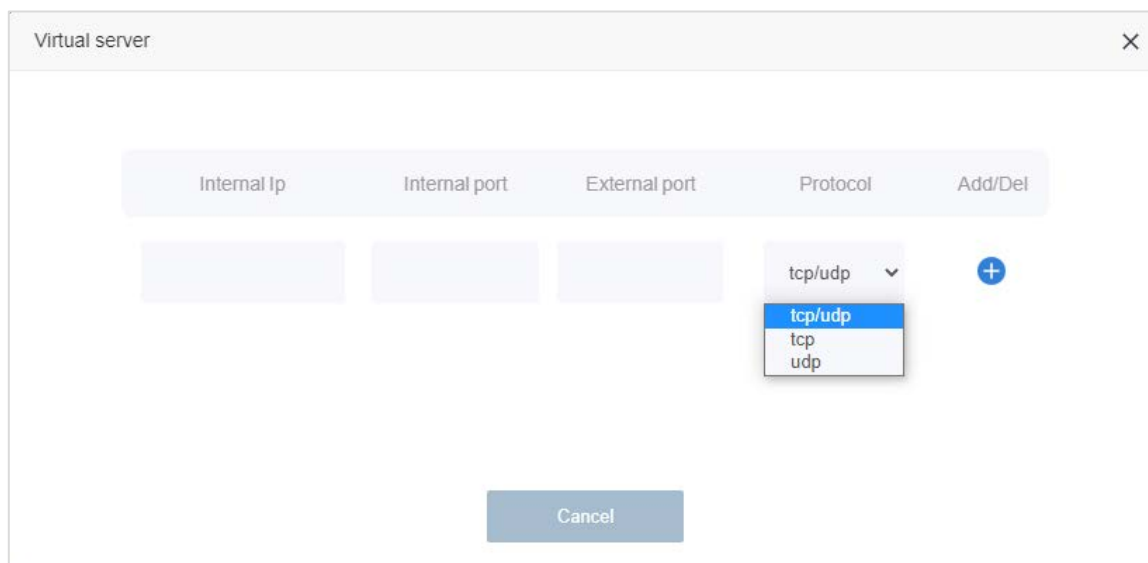 Virtual server
Internal Ip Internal port External port Protocol Add/Del
tcp/udp
tcp/udp
tcp
udp
Cancel